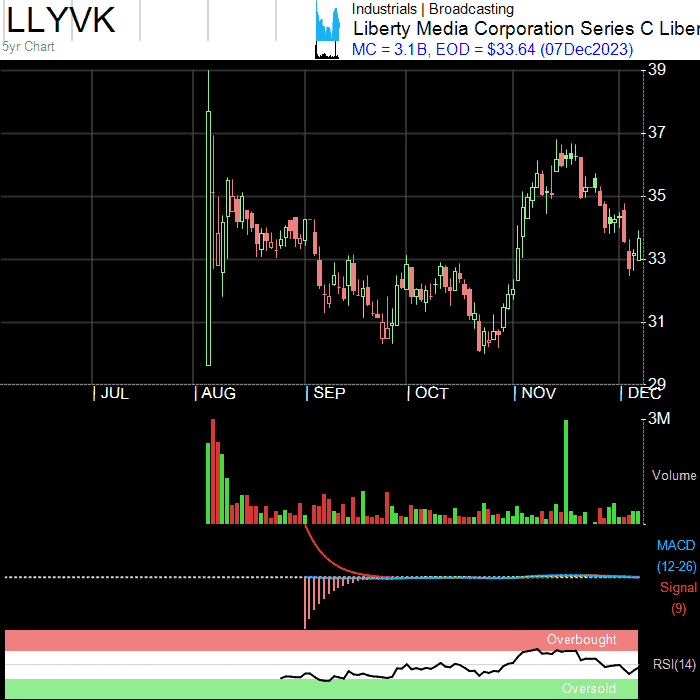 LLYVK
5yr Chart
Industrials | Broadcasting
Liberty Media Corporation Series C Liber
MC = 3.1B, EOD = $33.64 (07Dec2023)
39
37
35
33
31
29
JUL
AUG
SEP
OCT
NOV
DEC
3M
Volume
MACD
(12-26)
Signal
(9)
Overbought
RSI(14)
Oversold